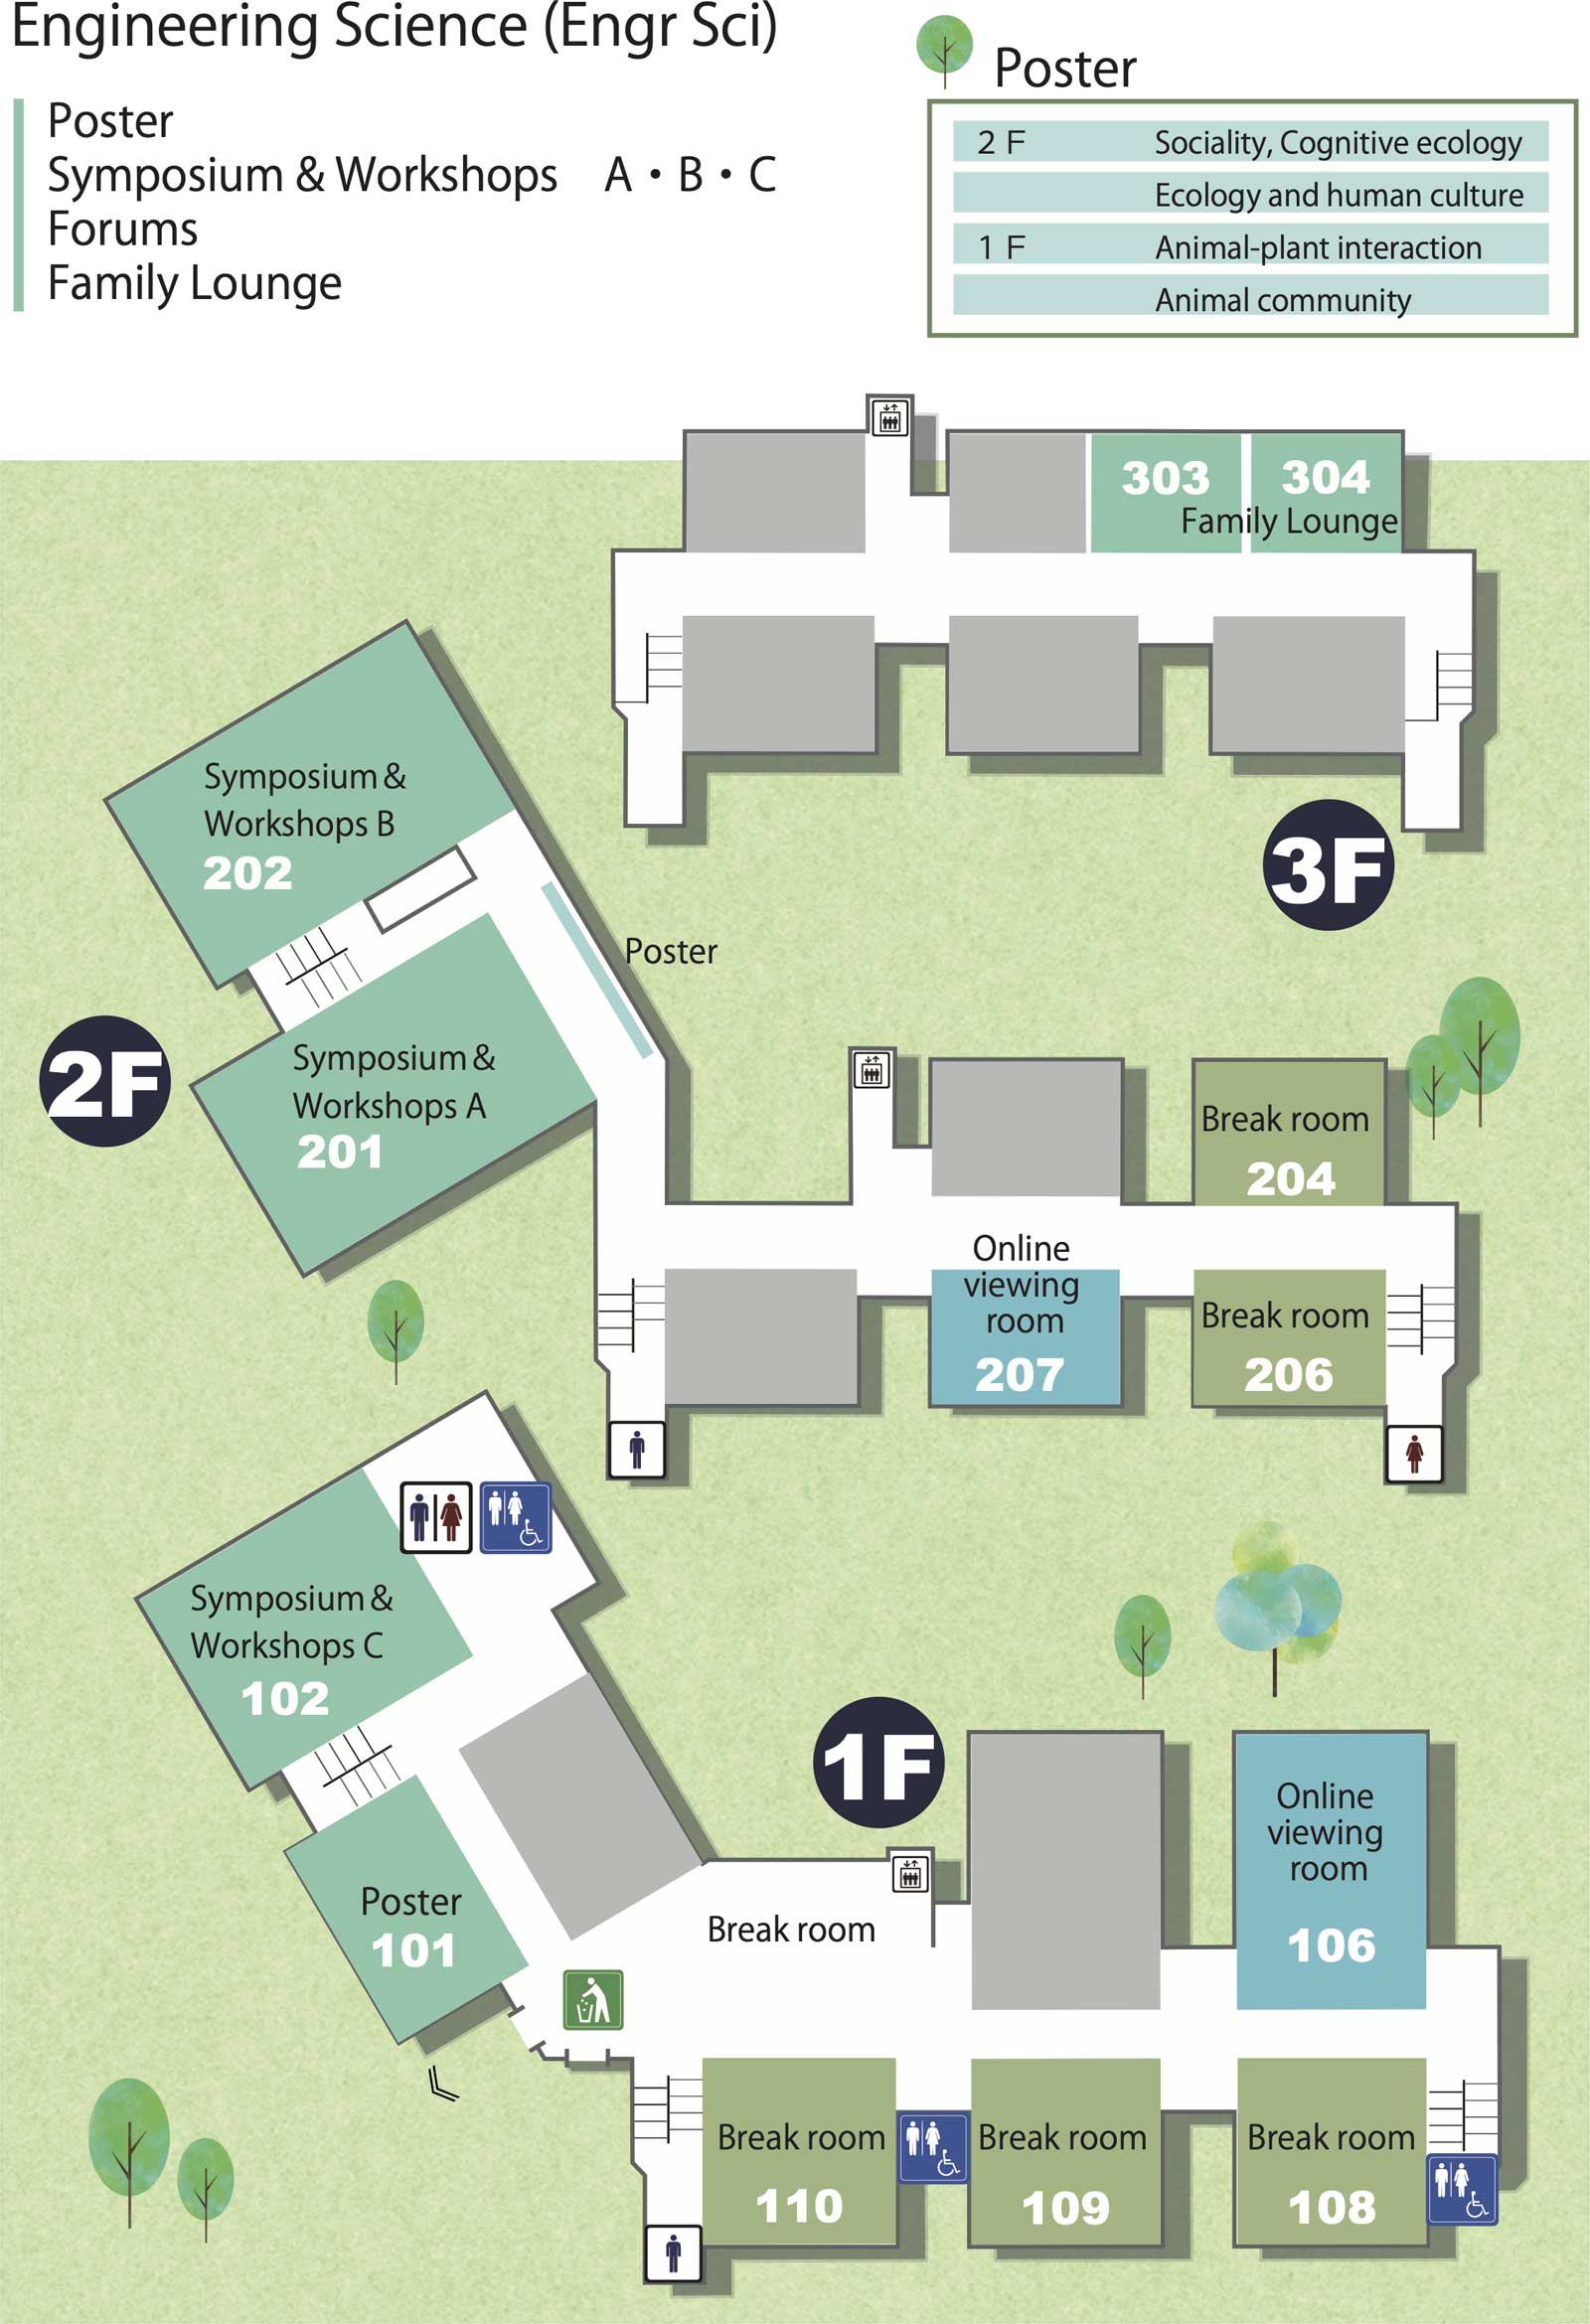 Engineering Science (Engr Sci)
Poster
Symposium & Workshops A・B・C
Forums
Family Lounge
Poster
2 F Sociality, Cognitive ecology
Ecology and human culture
1 F Animal-plant interaction
Animal community
303
304
Family Lounge
3F
Symposium &
Workshops B
202
Poster
2F
Symposium &
Workshops A
201
Break room
204
Online
viewing
room
207
Break room
206
Symposium &
Workshops C
102
1F
Online
viewing
room
106
Poster
101
Break room
Break room
110
Break room
109
Break room
108